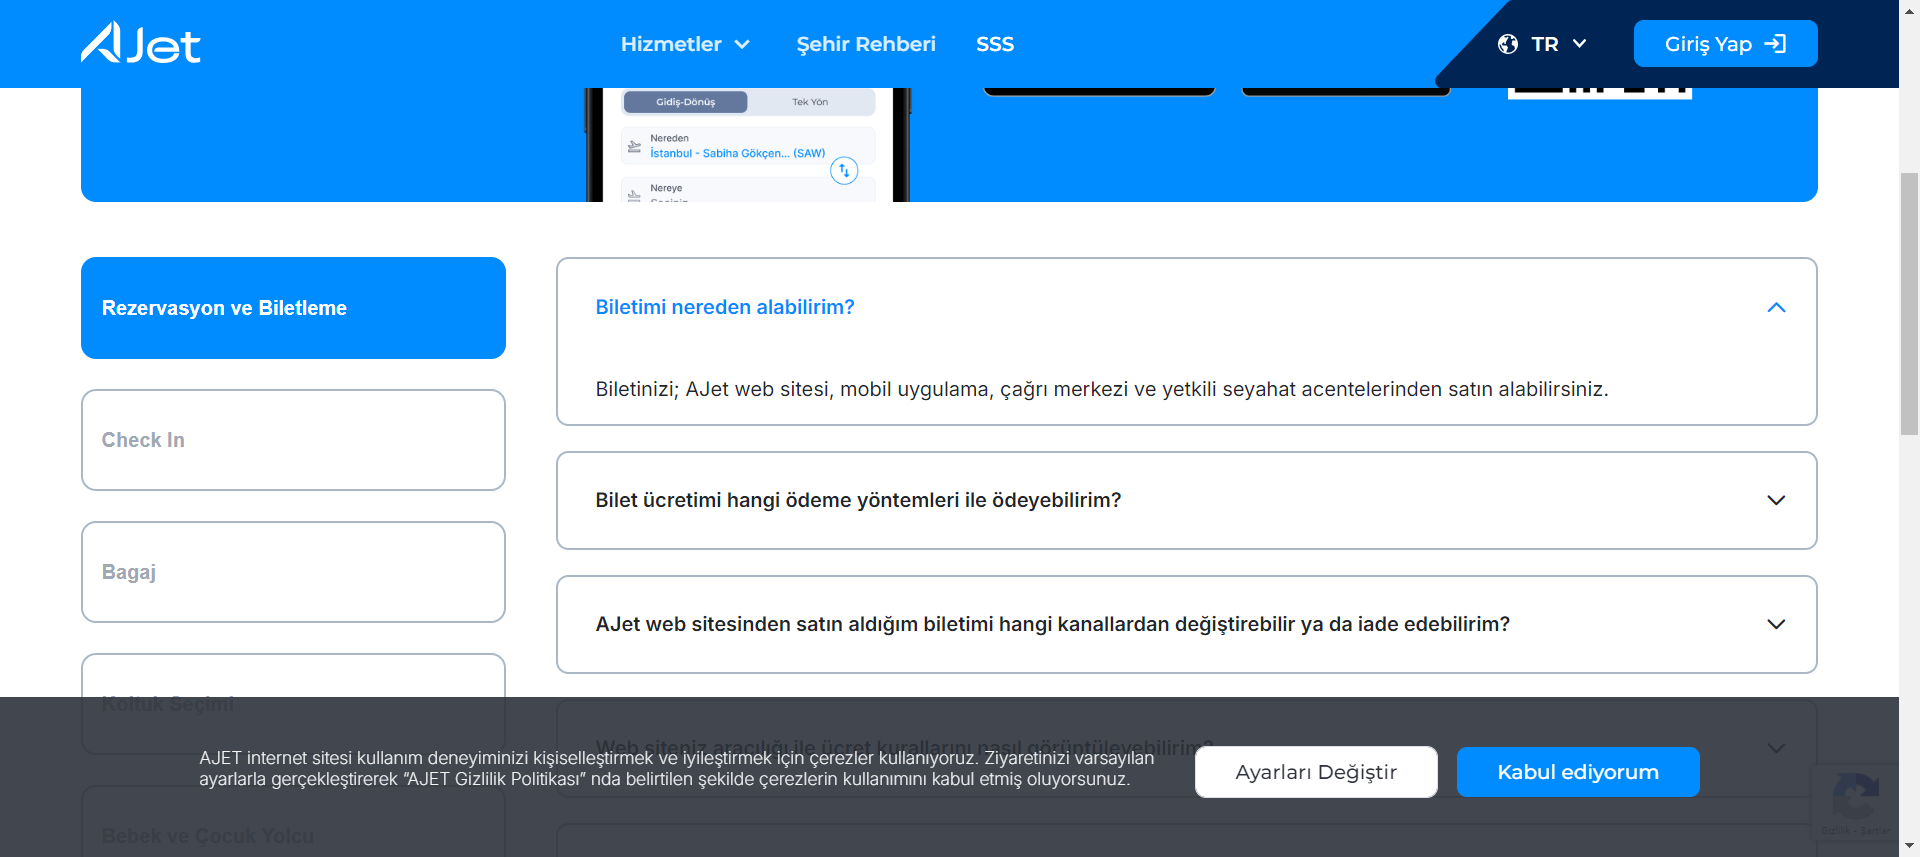 AJet
Hizmetler
Şehir Rehberi
SSS
TR
Giriş Yap
Gidiş-Dönüş
Tek Yön
Nereden
İstanbul - Sabiha Gökçen... (SAW)
Nereye
Rezervasyon ve Biletleme
Check In
Bagaj
Koltuk Seçimi
Bebek ve Çocuk Yolcu
Biletimi nereden alabilirim?
Biletinizi; AJet web sitesi, mobil uygulama, çağrı merkezi ve yetkili seyahat acentelerinden satın alabilirsiniz.
Bilet ücretimi hangi ödeme yöntemleri ile ödeyebilirim?
AJet web sitesinden satın aldığım biletimi hangi kanallardan değiştirebilir ya da iade edebilirim?
Web siteniz aracılığı ile ücret kurallarını nasıl görüntüleyebilirim?
AJET internet sitesi kullanım deneyiminizi kişiselleştirmek ve iyileştirmek için çerezler kullanıyoruz. Ziyaretinizi varsayılan
ayarlarla gerçekleştirerek “AJET Gizlilik Politikası” nda belirtilen şekilde çerezlerin kullanımını kabul etmiş oluyorsunuz.
Ayarları Değiştir
Kabul ediyorum
Gizlilik - Şartlar